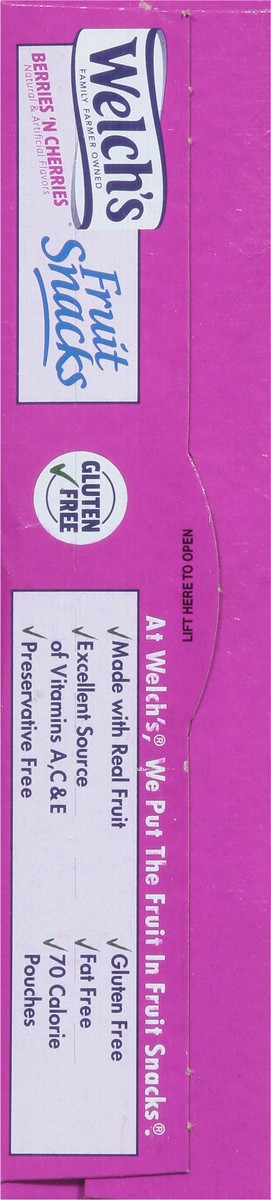 Welch's
FAMILY FARMER OWNED
BERRIES 'N CHERRIES
Natural & Artificial Flavors
Fruit
Snacks
GLUTEN
FREE
LIFT HERE TO OPEN
At Welch's®, We Put The Fruit In Fruit Snacks®.
✓ Made with Real Fruit
✓ Excellent Source
of Vitamins A,C & E
✓ Preservative Free
✓ Gluten Free
✓ Fat Free
✓ 70 Calorie
Pouches